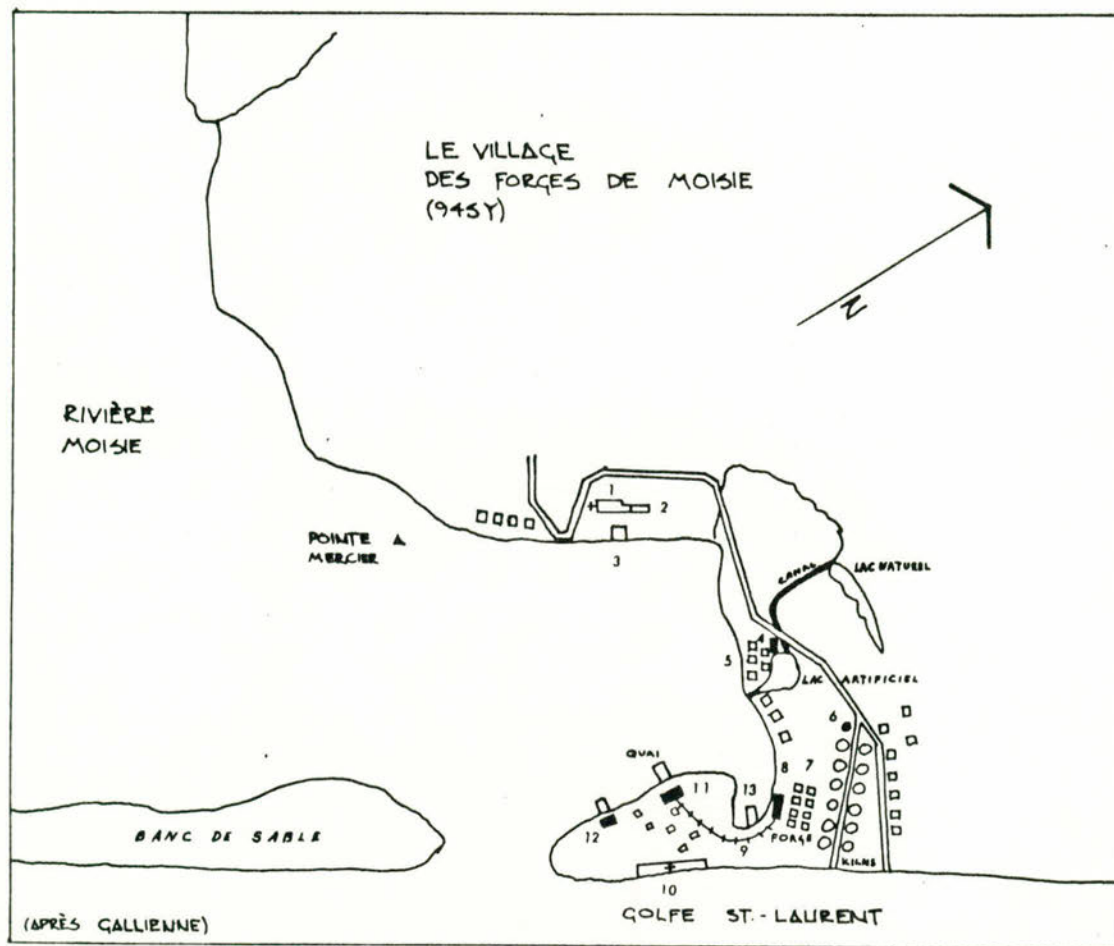 LE VILLAGE
DES FORGES DE MOISIE
(945Y)
N
RIVIÈRE
MOISIE
POINTE A
MERCIER
1
2
3
CANAL
LAC NATUREL
4
5
LAC ARTIFICIEL
6
QUAI
11
13
8
7
12
9
FORGE
BANC DE SABLE
KILNS
10
(APRÈS GALLIENNE)
GOLFE ST.-LAURENT